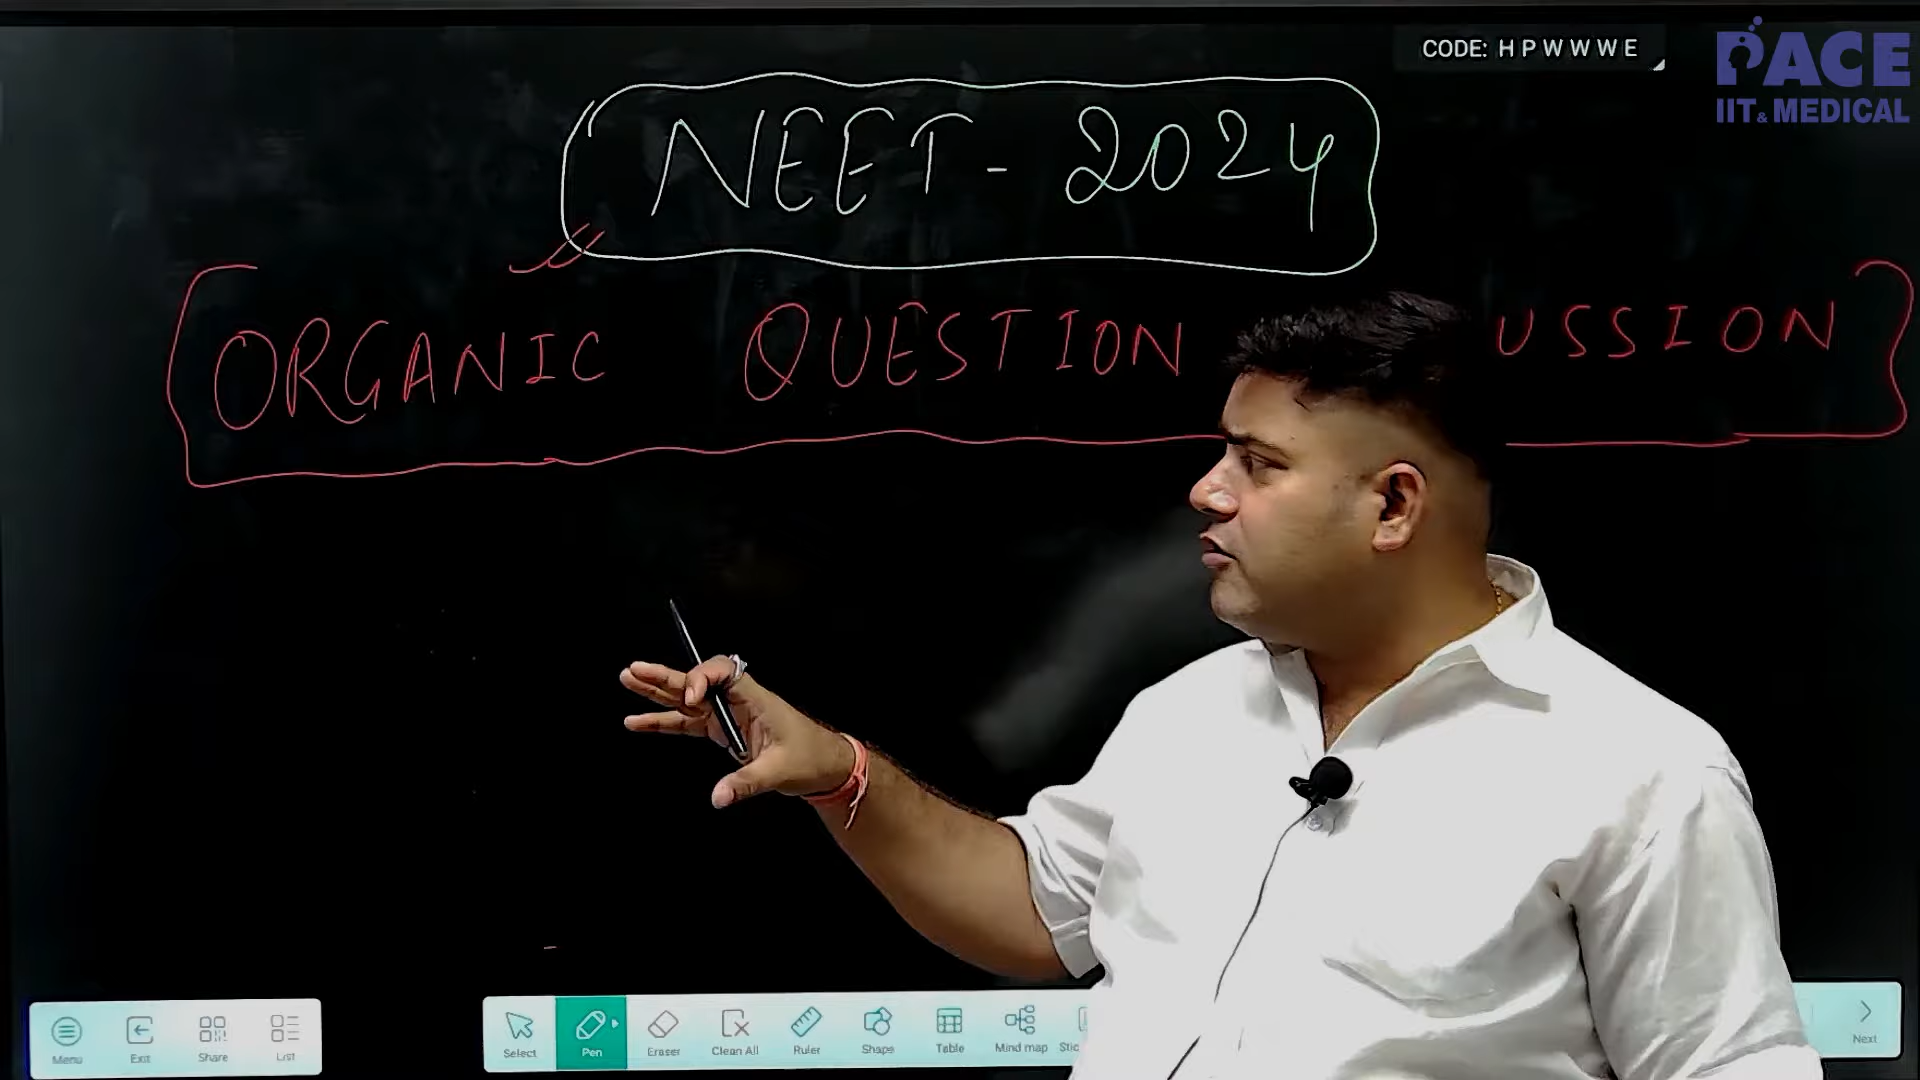 CODE: H P W W W E
PACE
IIT & MEDICAL
NEET - 2024
ORGANIC QUESTION USSION
Menu Exit Share List
Select Pen Eraser Clean All Ruler Shape Table Mind map Stic Next